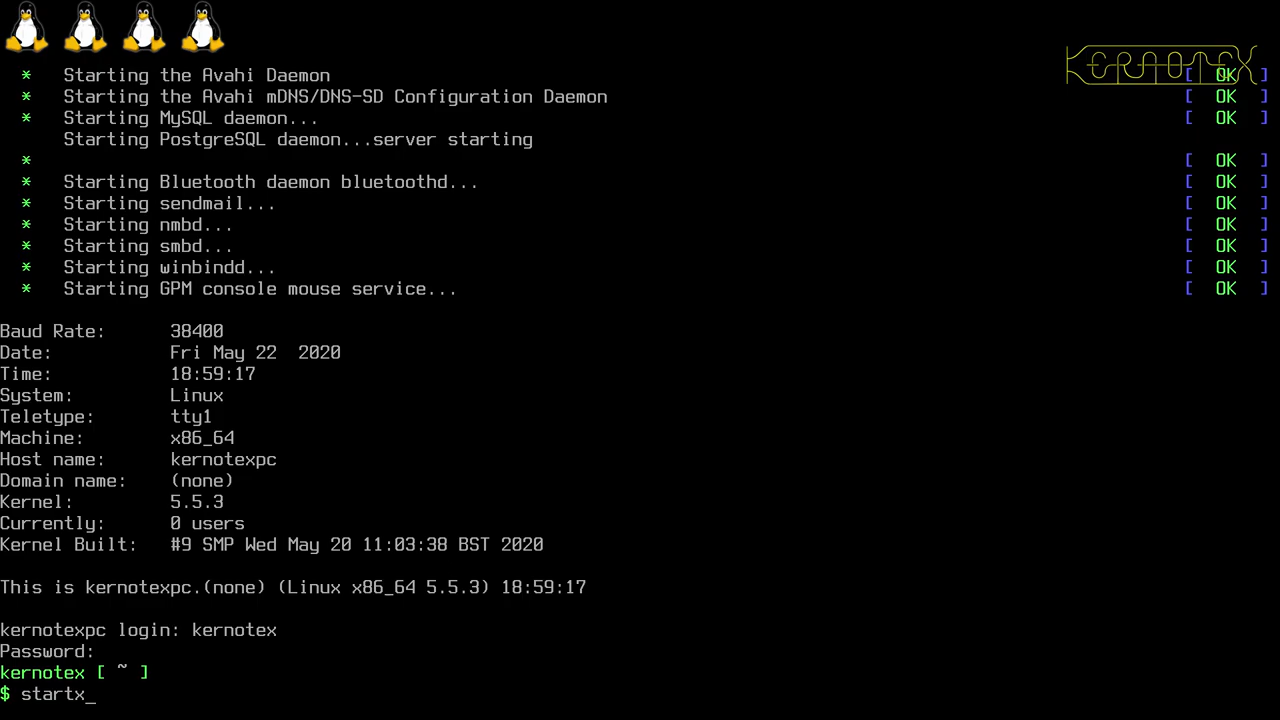 KERNOTEX
* Starting the Avahi Daemon [ OK ]
* Starting the Avahi mDNS/DNS-SD Configuration Daemon [ OK ]
* Starting MySQL daemon... [ OK ]
Starting PostgreSQL daemon...server starting
* [ OK ]
* Starting Bluetooth daemon bluetoothd... [ OK ]
* Starting sendmail... [ OK ]
* Starting nmbd... [ OK ]
* Starting smbd... [ OK ]
* Starting winbindd... [ OK ]
* Starting GPM console mouse service... [ OK ]
Baud Rate: 38400
Date: Fri May 22 2020
Time: 18:59:17
System: Linux
Teletype: tty1
Machine: x86_64
Host name: kernotexpc
Domain name: (none)
Kernel: 5.5.3
Currently: 0 users
Kernel Built: #9 SMP Wed May 20 11:03:38 BST 2020
This is kernotexpc.(none) (Linux x86_64 5.5.3) 18:59:17
kernotexpc login: kernotex
Password:
kernotex [ ~ ]
$ startx_